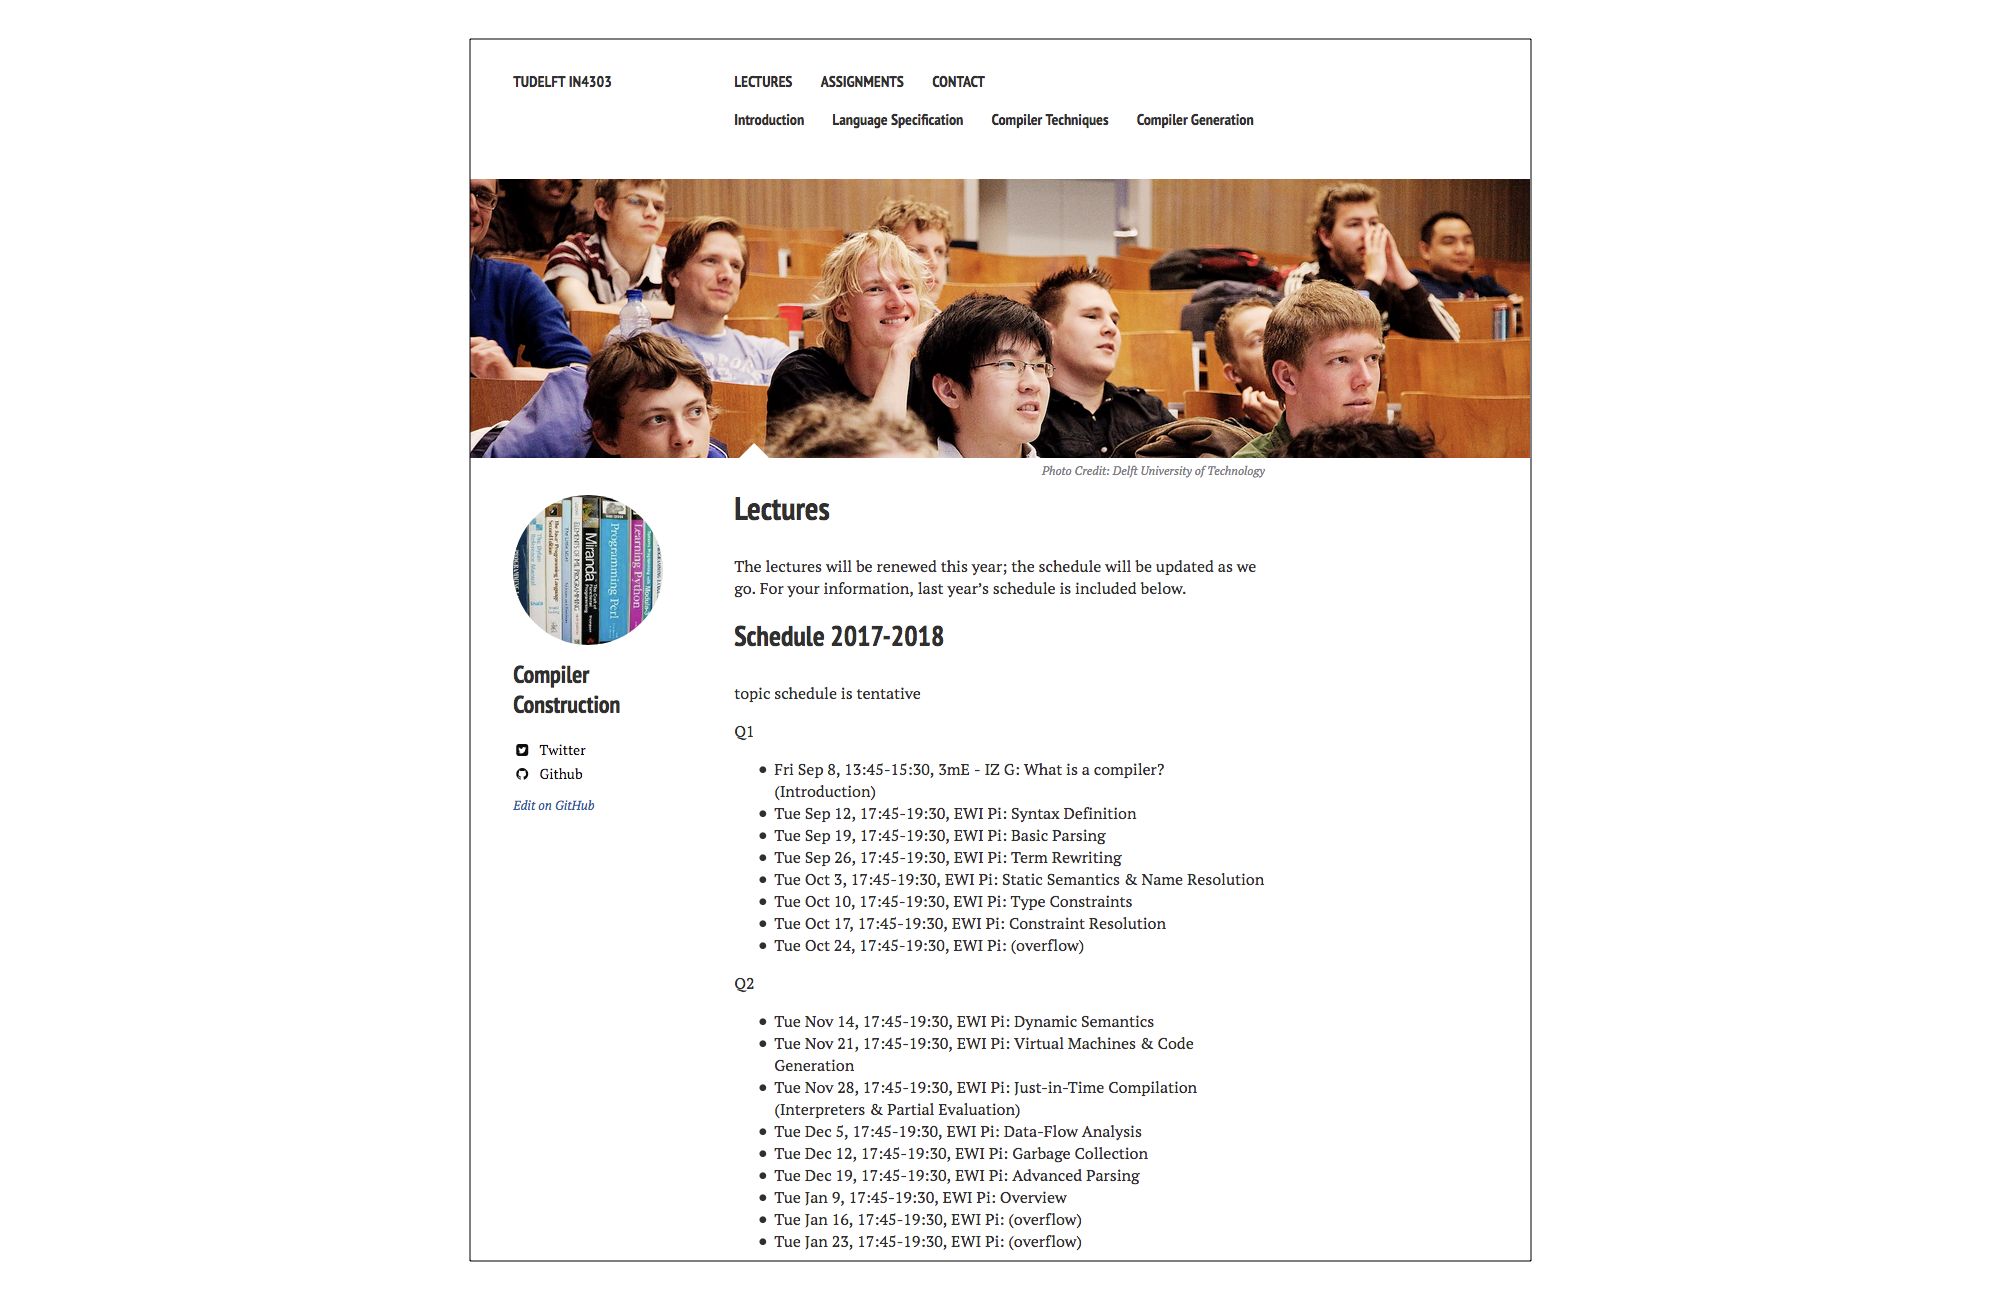 TUDELFT IN4303
LECTURES ASSIGNMENTS CONTACT
Introduction Language Specification Compiler Techniques Compiler Generation
Photo Credit: Delft University of Technology
Miranda
Programming Perl
Learning Python
Compiler
Construction
Twitter
Github
Edit on GitHub
Lectures
The lectures will be renewed this year; the schedule will be updated as we
go. For your information, last year’s schedule is included below.
Schedule 2017-2018
topic schedule is tentative
Q1
• Fri Sep 8, 13:45-15:30, 3mE - IZ G: What is a compiler?
(Introduction)
• Tue Sep 12, 17:45-19:30, EWI Pi: Syntax Definition
• Tue Sep 19, 17:45-19:30, EWI Pi: Basic Parsing
• Tue Sep 26, 17:45-19:30, EWI Pi: Term Rewriting
• Tue Oct 3, 17:45-19:30, EWI Pi: Static Semantics & Name Resolution
• Tue Oct 10, 17:45-19:30, EWI Pi: Type Constraints
• Tue Oct 17, 17:45-19:30, EWI Pi: Constraint Resolution
• Tue Oct 24, 17:45-19:30, EWI Pi: (overflow)
Q2
• Tue Nov 14, 17:45-19:30, EWI Pi: Dynamic Semantics
• Tue Nov 21, 17:45-19:30, EWI Pi: Virtual Machines & Code
Generation
• Tue Nov 28, 17:45-19:30, EWI Pi: Just-in-Time Compilation
(Interpreters & Partial Evaluation)
• Tue Dec 5, 17:45-19:30, EWI Pi: Data-Flow Analysis
• Tue Dec 12, 17:45-19:30, EWI Pi: Garbage Collection
• Tue Dec 19, 17:45-19:30, EWI Pi: Advanced Parsing
• Tue Jan 9, 17:45-19:30, EWI Pi: Overview
• Tue Jan 16, 17:45-19:30, EWI Pi: (overflow)
• Tue Jan 23, 17:45-19:30, EWI Pi: (overflow)